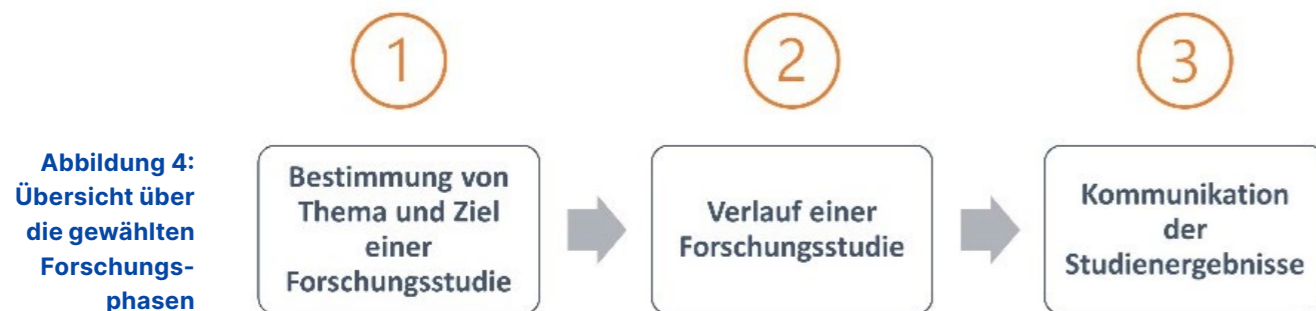 1
2
3
Abbildung 4:
Übersicht über
die gewählten
Forschungs-
phasen
Bestimmung von
Thema und Ziel
einer
Forschungsstudie
Verlauf einer
Forschungsstudie
Kommunikation
der
Studienergebnisse